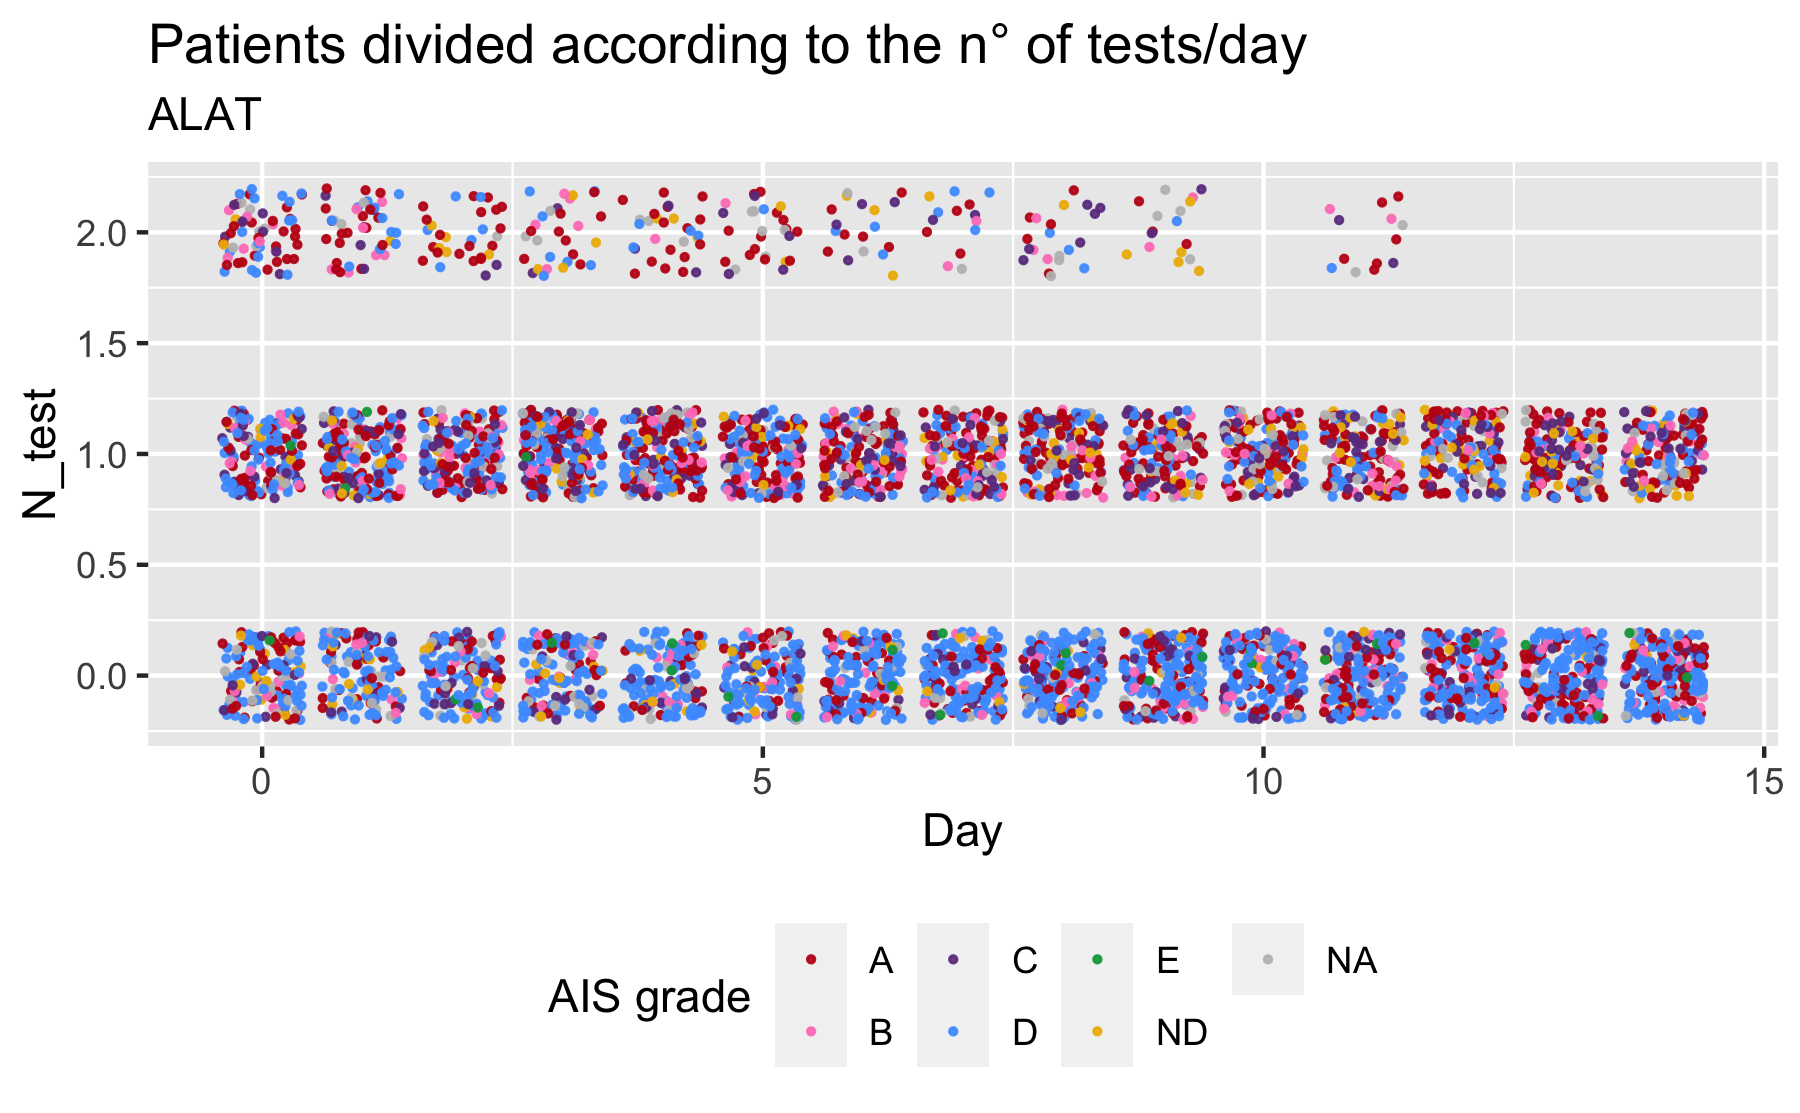 Patients divided according to the n° of tests/day
ALAT
N_test
2.0
1.5
1.0
0.5
0.0
0 5 10 15
Day
AIS grade
A C E NA
B D ND